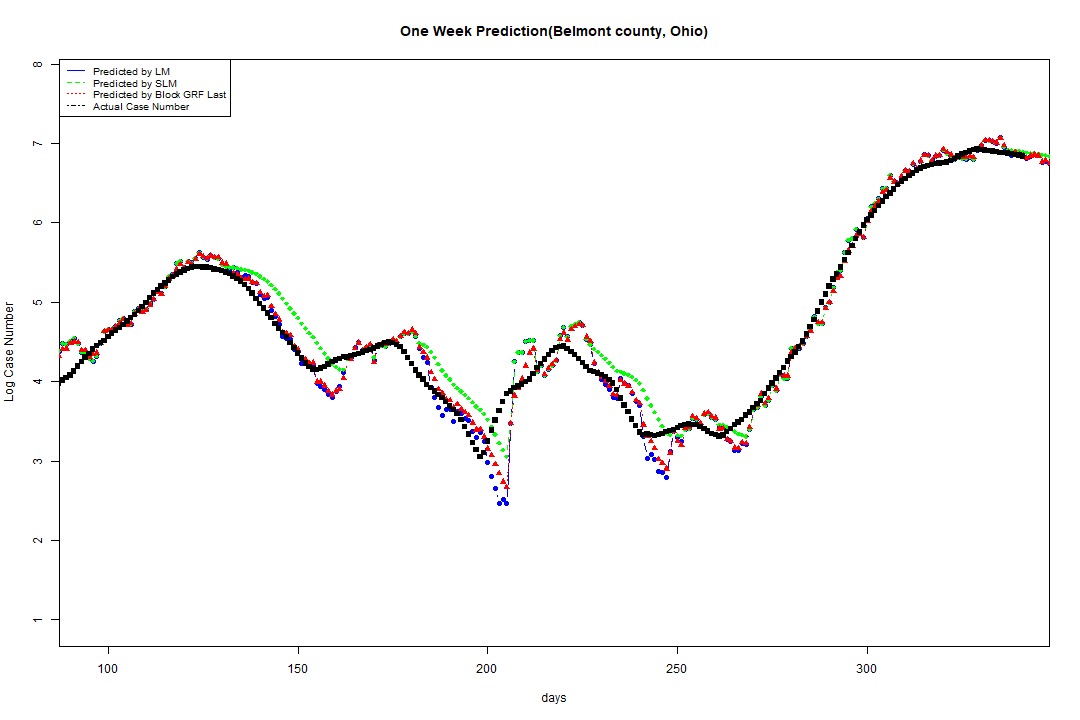 One Week Prediction(Belmont county, Ohio)
Predicted by LM
Predicted by SLM
Predicted by Block GRF Last
Actual Case Number
8
7
6
5
4
3
2
1
Log Case Number
100 150 200 250 300
days